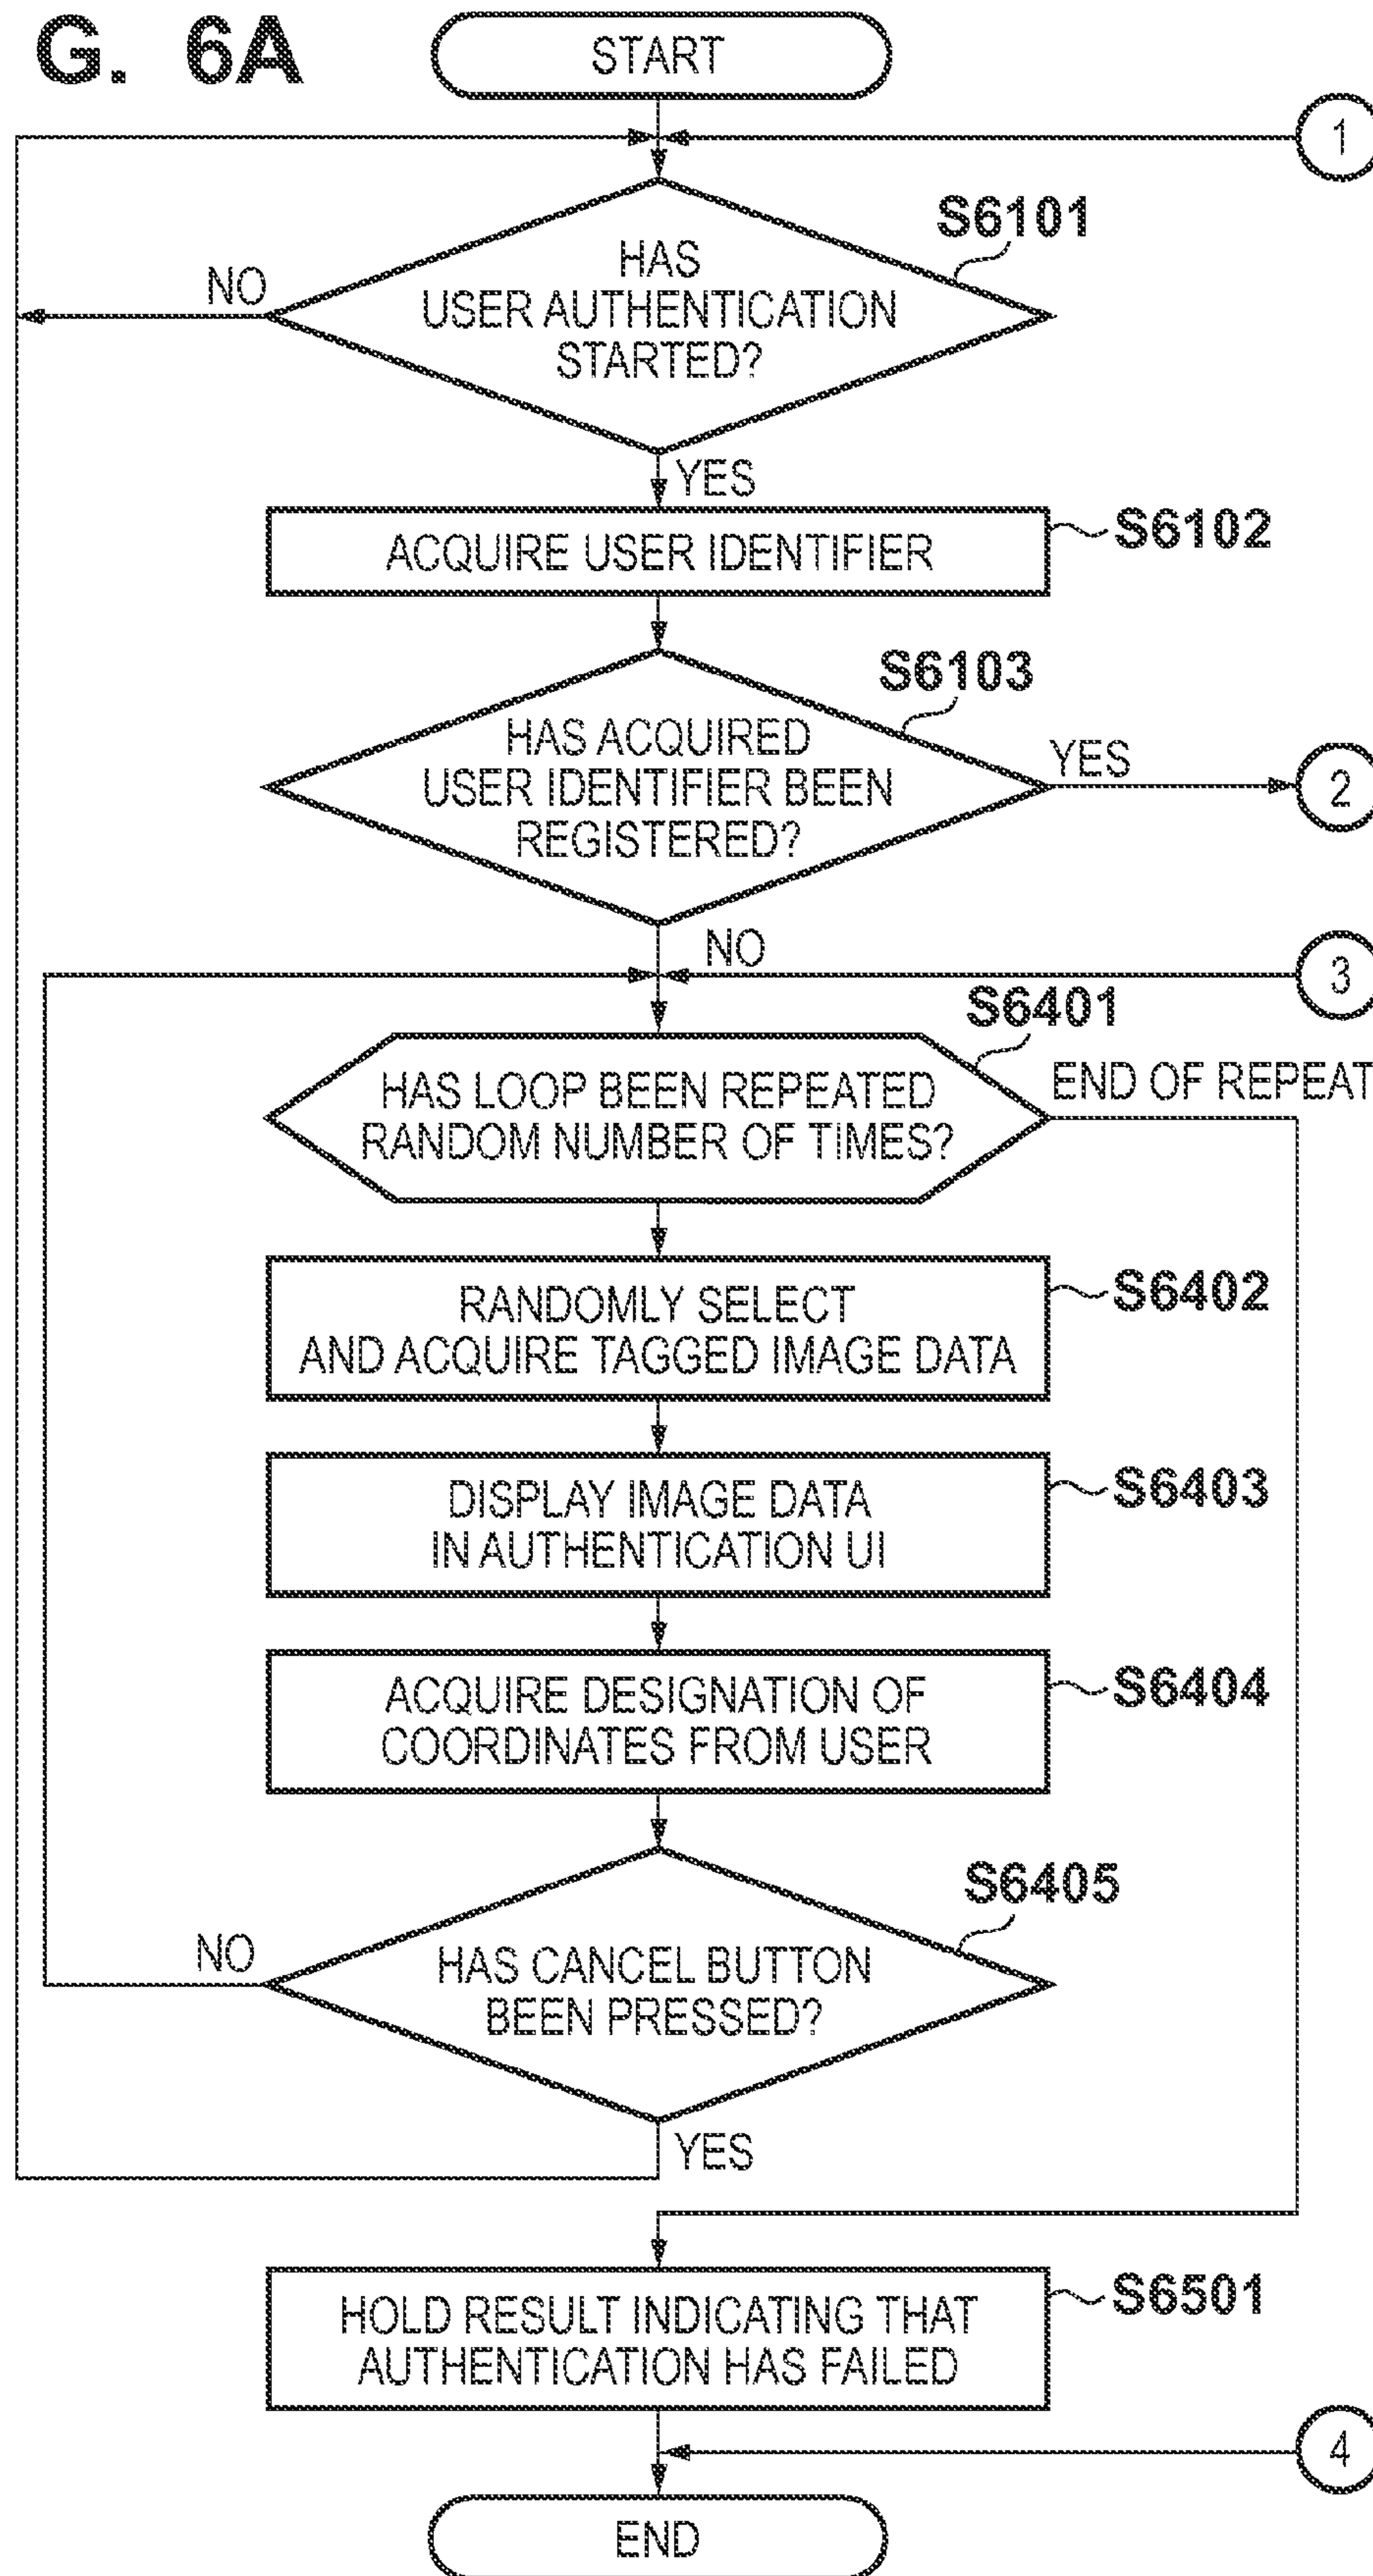 G. 6A
START
1
S6101
HAS
USER AUTHENTICATION
STARTED?
NO
YES
ACQUIRE USER IDENTIFIER
S6102
S6103
HAS ACQUIRED
USER IDENTIFIER BEEN
REGISTERED?
YES
2
NO
3
S6401
HAS LOOP BEEN REPEATED
RANDOM NUMBER OF TIMES?
END OF REPEAT
RANDOMLY SELECT
AND ACQUIRE TAGGED IMAGE DATA
S6402
DISPLAY IMAGE DATA
IN AUTHENTICATION UI
S6403
ACQUIRE DESIGNATION OF
COORDINATES FROM USER
S6404
S6405
NO
HAS CANCEL BUTTON
BEEN PRESSED?
YES
HOLD RESULT INDICATING THAT
AUTHENTICATION HAS FAILED
S6501
4
END